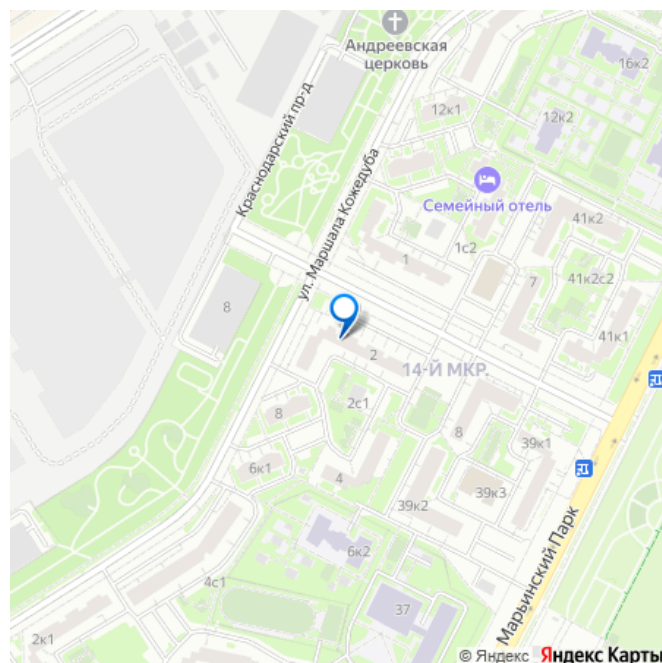 Андреевская
церковь
16к2
12к1
12к2
Краснодарский пр-д
ул. Маршала Кожедуба
Семейный отель
41к2
1с2
1
7
41к2с2
8
41к1
2
14-Й МКР.
2с1
8
8
39к1
6к1
4
39к3
39к2
Марьинский Парк
6к2
4с1
37
2к1
© Яндекс Яндекс Карты